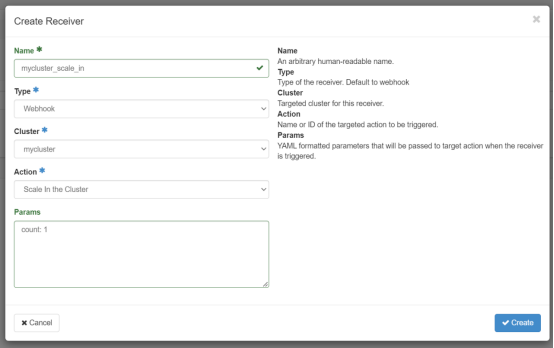 Create Receiver
Name *
mycluster_scale_in
Type *
Webhook
Cluster *
mycluster
Action *
Scale In the Cluster
Params
count: 1
Name
An arbitrary human-readable name.
Type
Type of the receiver. Default to webhook
Cluster
Targeted cluster for this receiver.
Action
Name or ID of the targeted action to be triggered.
Params
YAML formatted parameters that will be passed to target action when the receiver
is triggered.
Cancel
Create